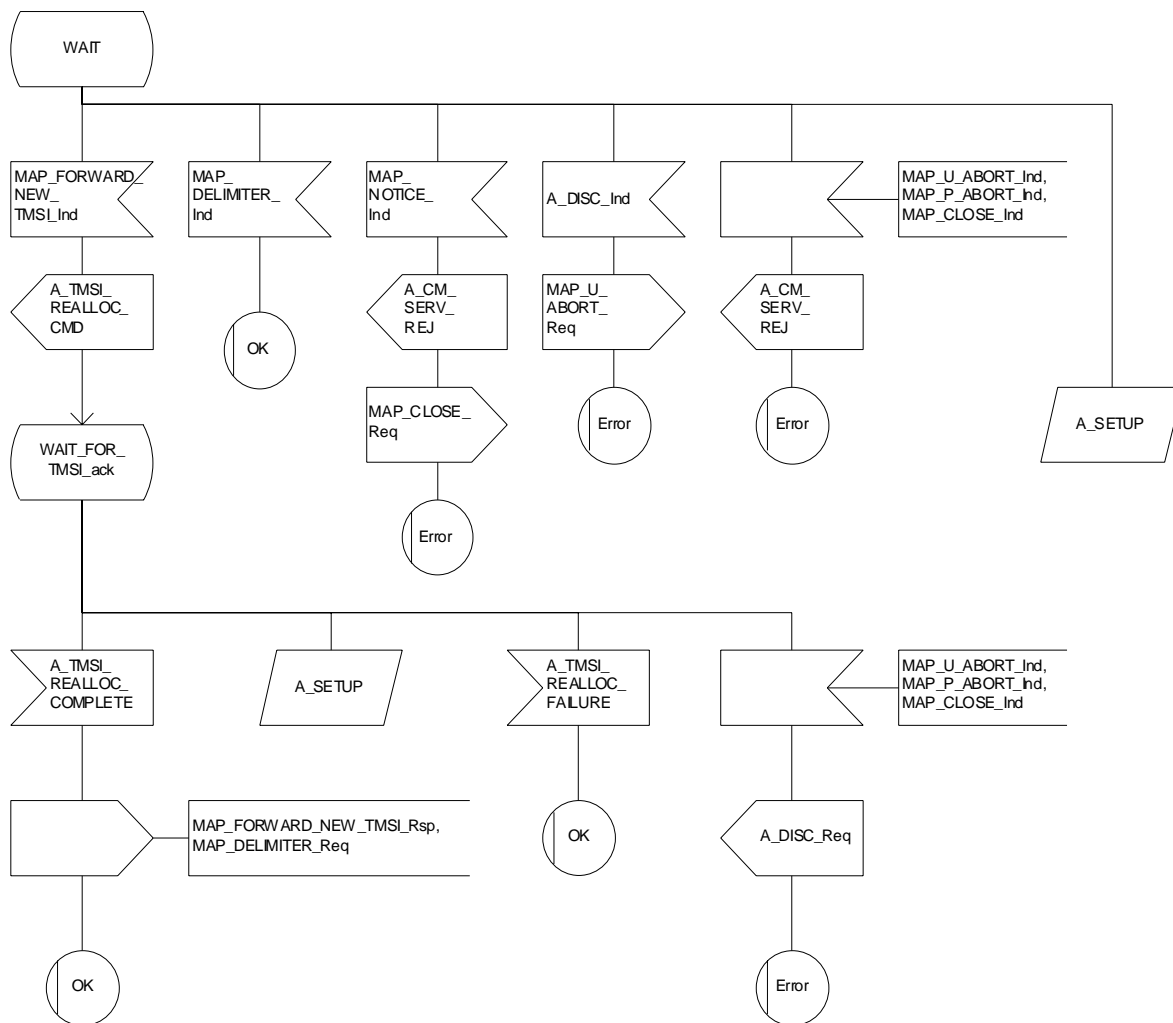 WAIT
MAP_FORWARD_
NEW_
TMSI_Ind
MAP_
DELIMITER_
Ind
MAP_
NOTICE_
Ind
A_DISC_Ind
MAP_U_ABORT_Ind,
MAP_P_ABORT_Ind,
MAP_CLOSE_Ind
A_TMSI_
REALLOC_
CMD
OK
A_CM_
SERV_
REJ
MAP_U_
ABORT_
Req
A_CM_
SERV_
REJ
MAP_CLOSE_
Req
Error
Error
A_SETUP
WAIT_FOR_
TMSI_ack
Error
A_TMSI_
REALLOC_
COMPLETE
A_SETUP
A_TMSI_
REALLOC_
FAILURE
MAP_U_ABORT_Ind,
MAP_P_ABORT_Ind,
MAP_CLOSE_Ind
MAP_FORWARD_NEW_TMSI_Rsp,
MAP_DELIMITER_Req
OK
A_DISC_Req
OK
Error